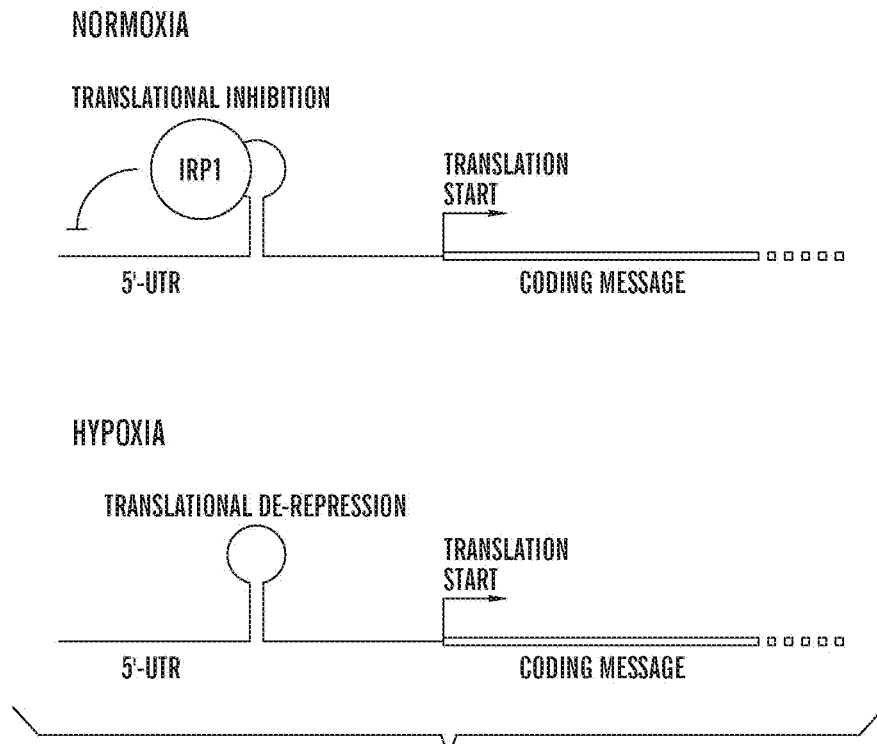 NORMOXIA
TRANSLATIONAL INHIBITION
IRP1
TRANSLATION
START
5'-UTR
CODING MESSAGE
HYPOXIA
TRANSLATIONAL DE-REPRESSION
TRANSLATION
START
5'-UTR
CODING MESSAGE